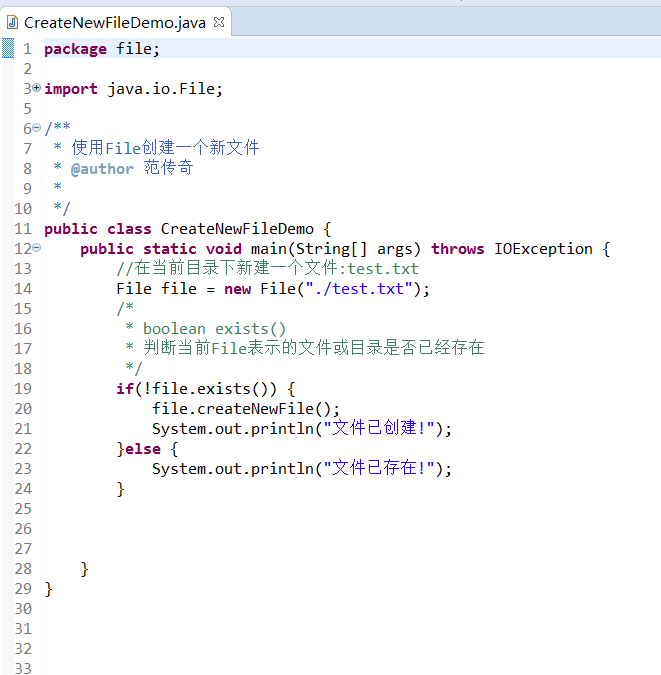 CreateNewFileDemo.java
1 package file;
2
3 import java.io.File;
5
6 /**
7  * 使用File创建一个新文件
8  * @author 范传奇
9  *
10  */
11 public class CreateNewFileDemo {
12     public static void main(String[] args) throws IOException {
13         //在当前目录下新建一个文件:test.txt
14         File file = new File("./test.txt");
15         /*
16          * boolean exists()
17          * 判断当前File表示的文件或目录是否已经存在
18          */
19         if(!file.exists()) {
20             file.createNewFile();
21             System.out.println("文件已创建!");
22         }else {
23             System.out.println("文件已存在!");
24         }
25
26
27
28     }
29 }
30
31
32
33